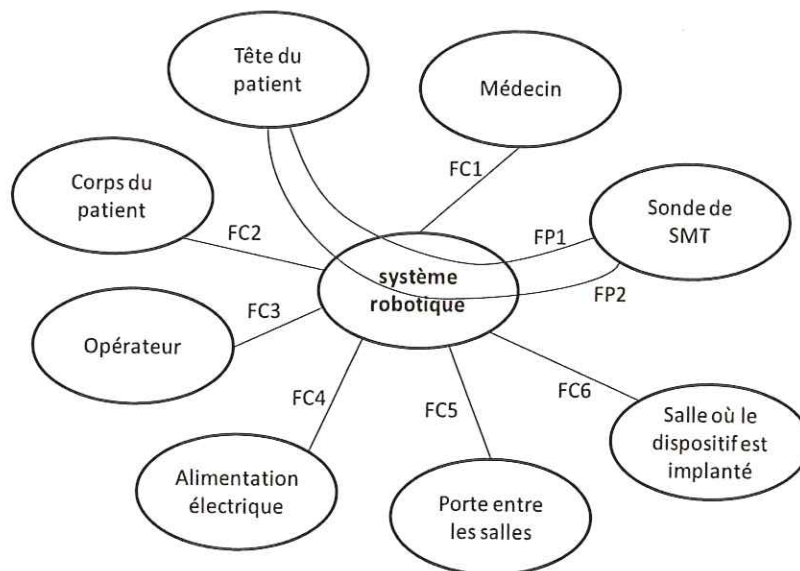 Tête du
patient
Médecin
FC1
Corps du
patient
Sonde de
SMT
FC2
FP1
système
robotique
FP2
FC3
Opérateur
FC4
FC5
FC6
Salle où le
dispositif est
implanté
Alimentation
électrique
Porte entre
les salles